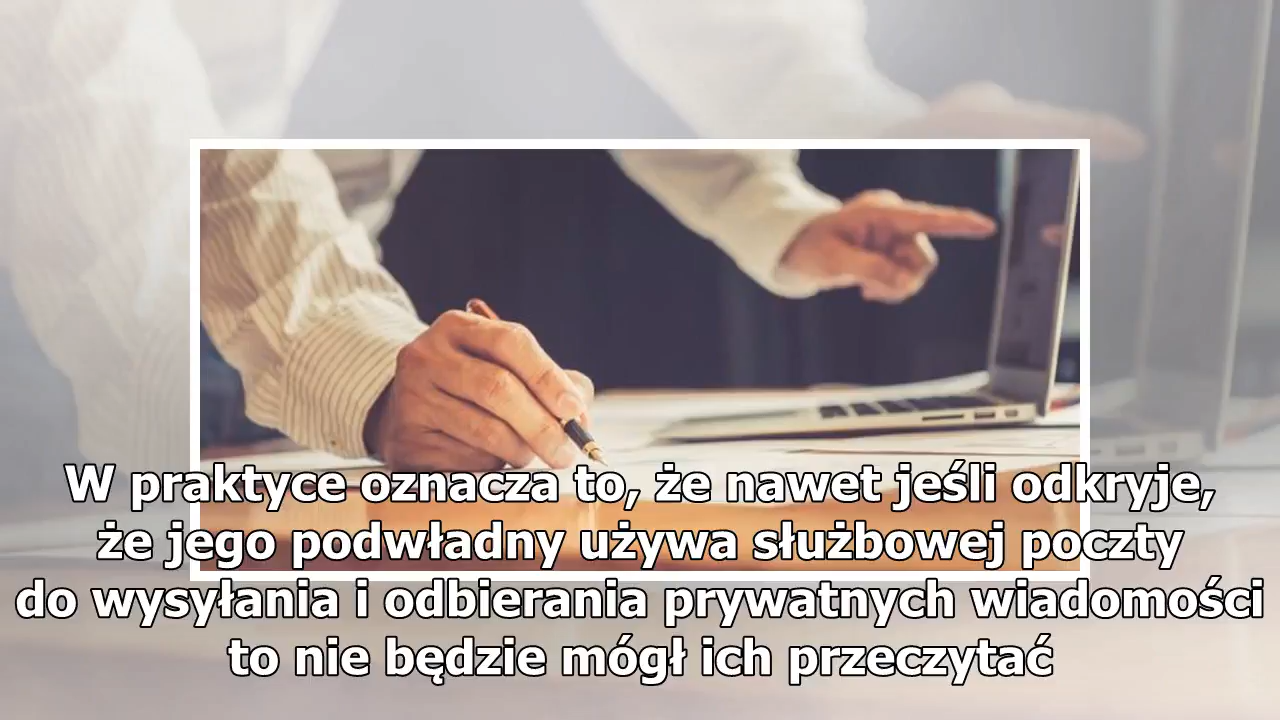 W praktyce oznacza to, że nawet jeśli odkryje,
że jego podwładny używa służbowej poczty
do wysyłania i odbierania prywatnych wiadomości
to nie będzie mógł ich przeczytać